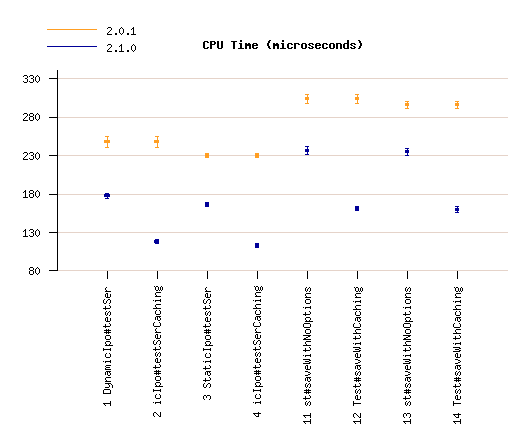 2.0.1
2.1.0
CPU Time (microseconds)
330
280
230
180
130
80
1 DynamicIpo#testSer
2 icIpo#testSerCaching
3 StaticIpo#testSer
4 icIpo#testSerCaching
11 st#saveWithNoOptions
12 Test#saveWithCaching
13 st#saveWithNoOptions
14 Test#saveWithCaching